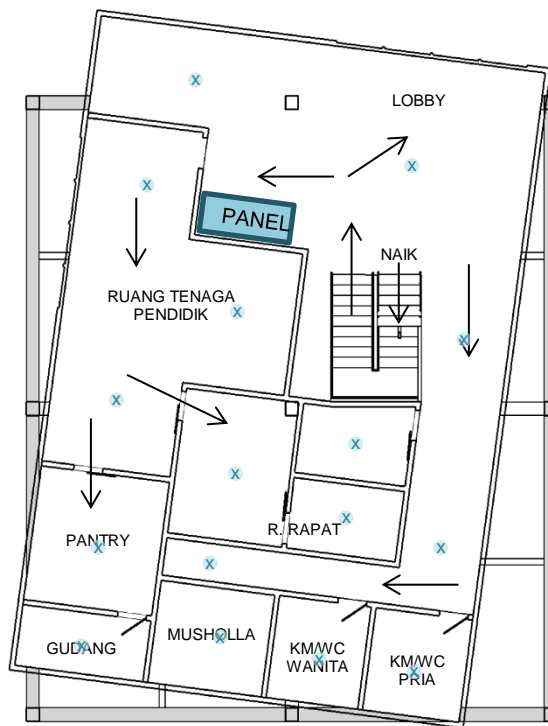 X
LOBBY
X
X
PANEL
NAIK
RUANG TENAGA
PENDIDIK
X
X
X
X
X
R. RAPAT
X
PANTRY
X
X
X
MUSHOLLA
X
GUDANG
X
KM/WC
WANITA
X
KM/WC
PRIA
X